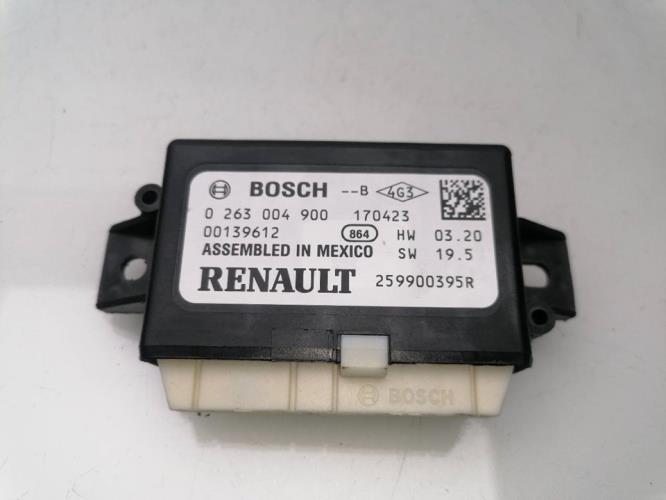 BOSCH --B 4G3
0 263 004 900 170423
00139612 864 HW 03.20
ASSEMBLED IN MEXICO SW 19.5
RENAULT 259900395R
BOSCH